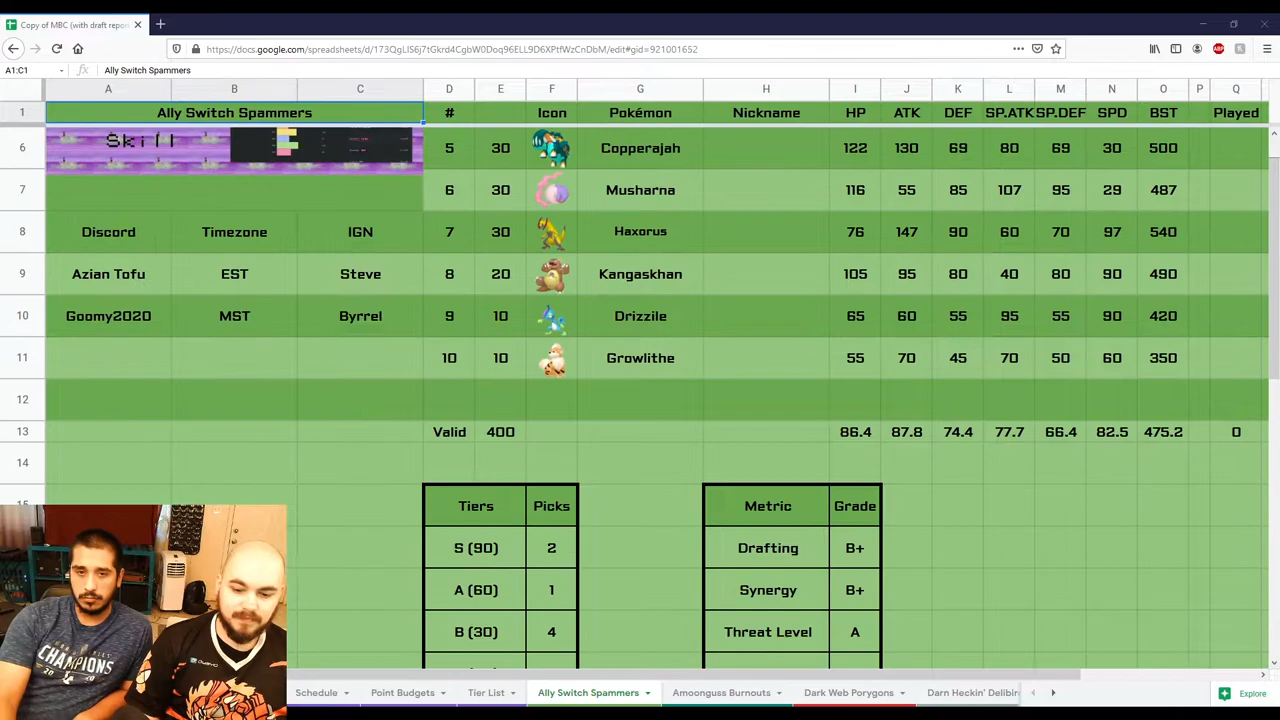 Copy of MBC (with draft repor
https://docs.google.com/spreadsheets/d/173QgLIS6j7tGkrd4CgbW0Doq96ELL9D6XPtfWzCnDbM/edit#gid=921001652
A1:C1 Ally Switch Spammers
A B C D E F G H I J K L M N O P Q
1 Ally Switch Spammers # Icon Pokémon Nickname HP ATK DEF SP.ATK SP.DEF SPD BST Played
Skill
6 5 30 Copperajah 122 130 69 80 69 30 500
7 6 30 Musharna 116 55 85 107 95 29 487
8 Discord Timezone IGN 7 30 Haxorus 76 147 90 60 70 97 540
9 Azian Tofu EST Steve 8 20 Kangaskhan 105 95 80 40 80 90 490
10 Goomy2020 MST Byrrel 9 10 Drizzile 65 60 55 95 55 90 420
11 10 10 Growlithe 55 70 45 70 50 60 350
12
13 Valid 400 86.4 87.8 74.4 77.7 66.4 82.5 475.2 0
14
15 Tiers Picks Metric Grade
S (90) 2 Drafting B+
A (60) 1 Synergy B+
B (30) 4 Threat Level A
CHAMPIONS
Schedule Point Budgets Tier List Ally Switch Spammers Amoonguss Burnouts Dark Web Porygons Darn Heckin' Delibir
Explore